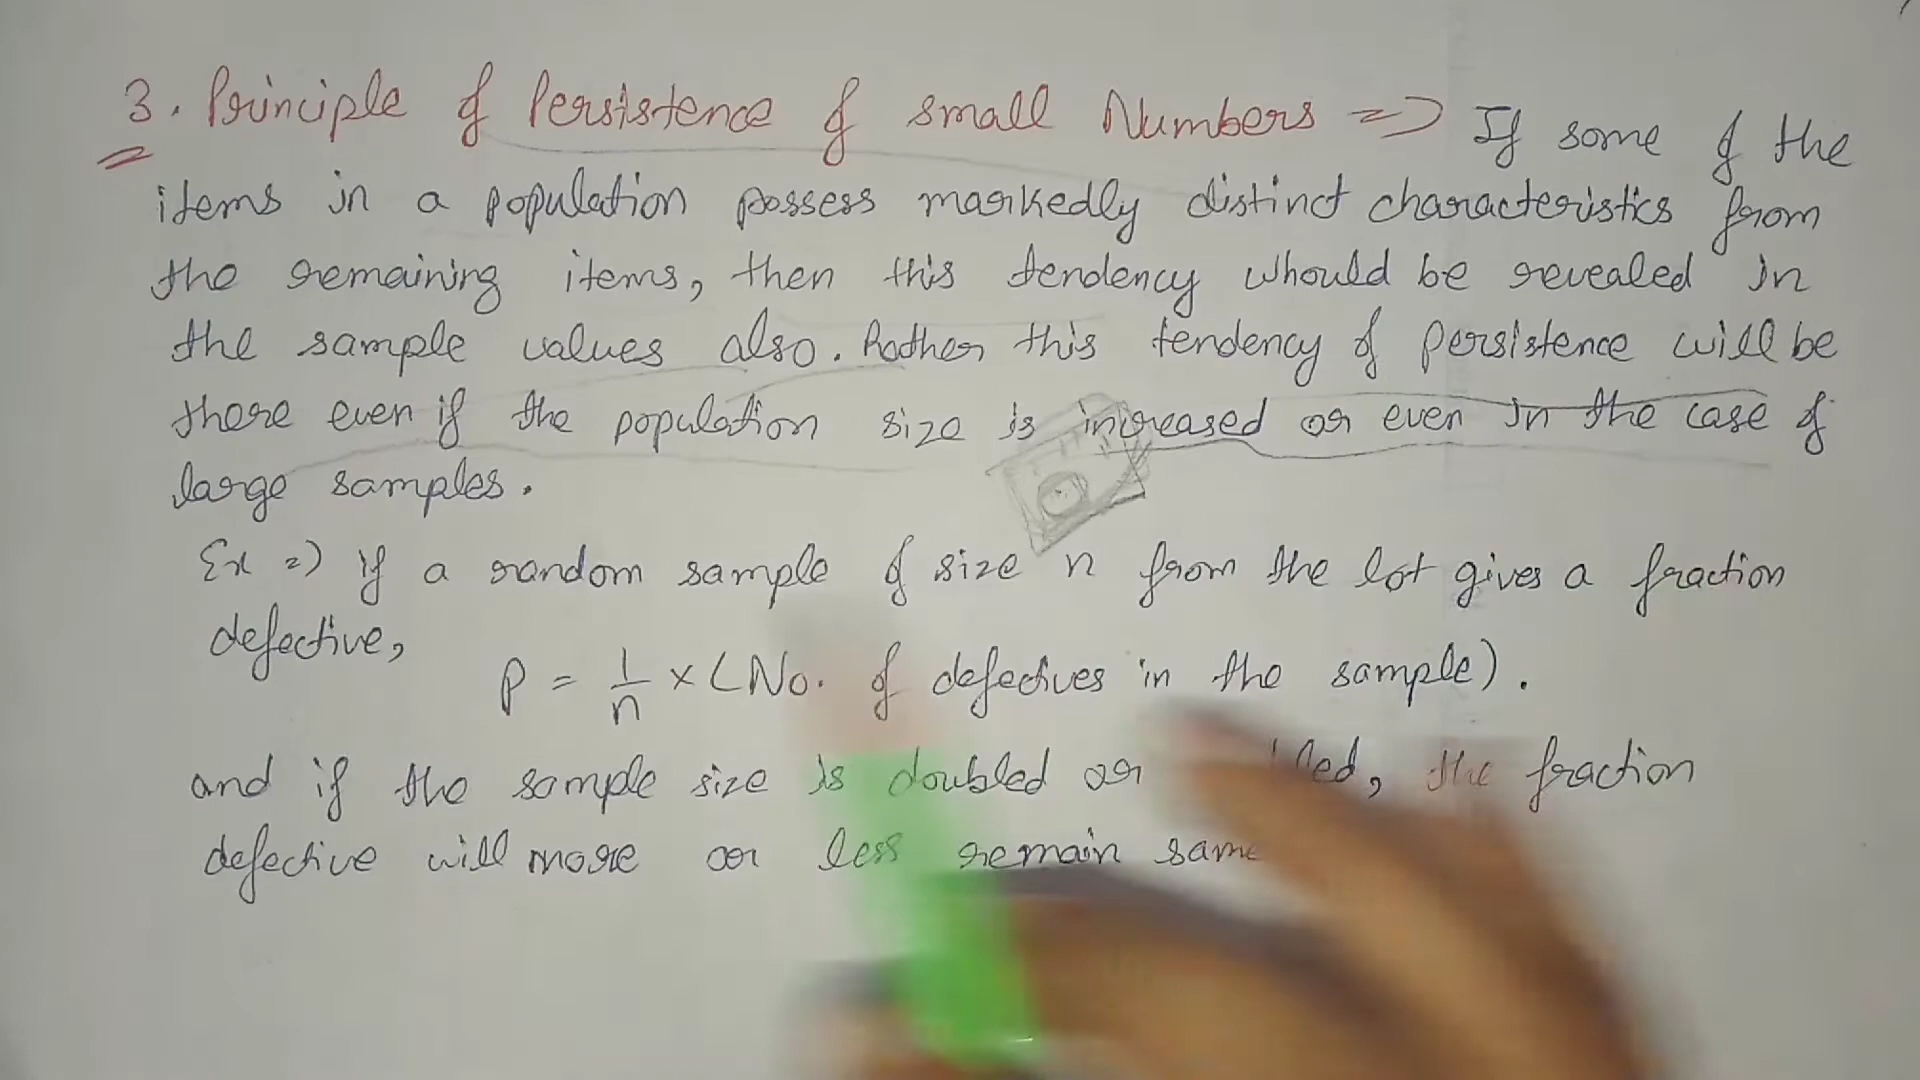 3. Principle of Persistence of small Numbers => If some of the
items in a population possess markedly distinct characteristics from
the remaining items, then this tendency whould be revealed in
the sample values also. Rather this tendency of Persistence will be
there even if the population size is increased or even in the case of
large samples.
Ex => if a random sample of size n from the lot gives a fraction
defective,
P = 1/n × (No. of defectives in the sample).
and if the sample size is doubled or the fraction
defective will more or less remain same